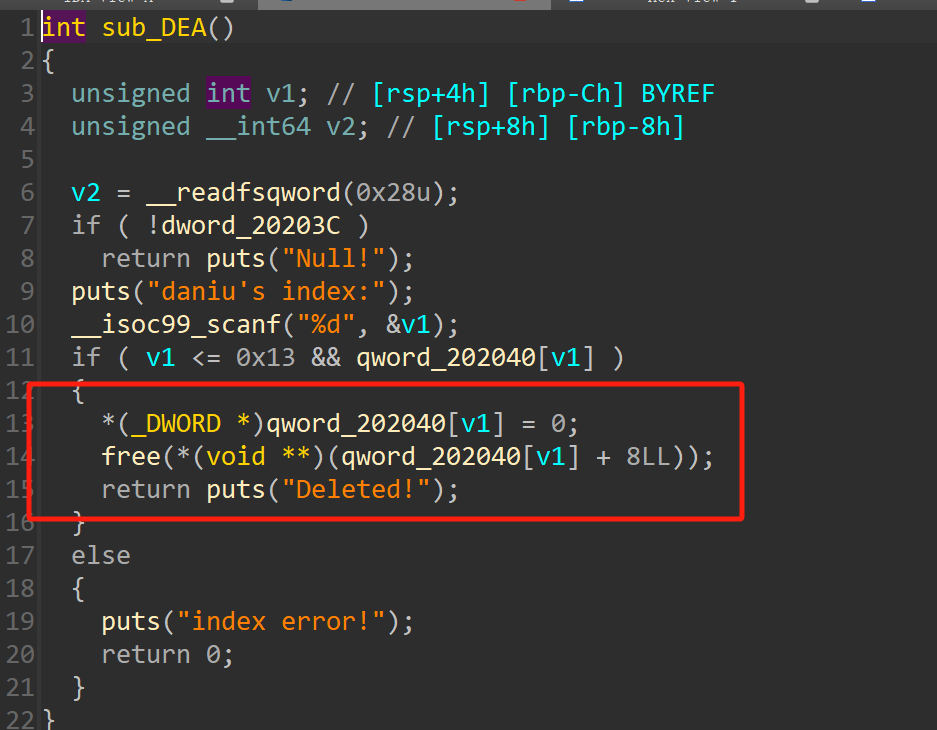 1 int sub_DEA()
2 {
3   unsigned int v1; // [rsp+4h] [rbp-Ch] BYREF
4   unsigned __int64 v2; // [rsp+8h] [rbp-8h]
5
6   v2 = __readfsqword(0x28u);
7   if ( !dword_20203C )
8     return puts("Null!");
9   puts("daniu's index:");
10   __isoc99_scanf("%d", &v1);
11   if ( v1 <= 0x13 && qword_202040[v1] )
12   {
13     *(_DWORD *)qword_202040[v1] = 0;
14     free(*(void **)(qword_202040[v1] + 8LL));
15     return puts("Deleted!");
16   }
17   else
18   {
19     puts("index error!");
20     return 0;
21   }
22 }